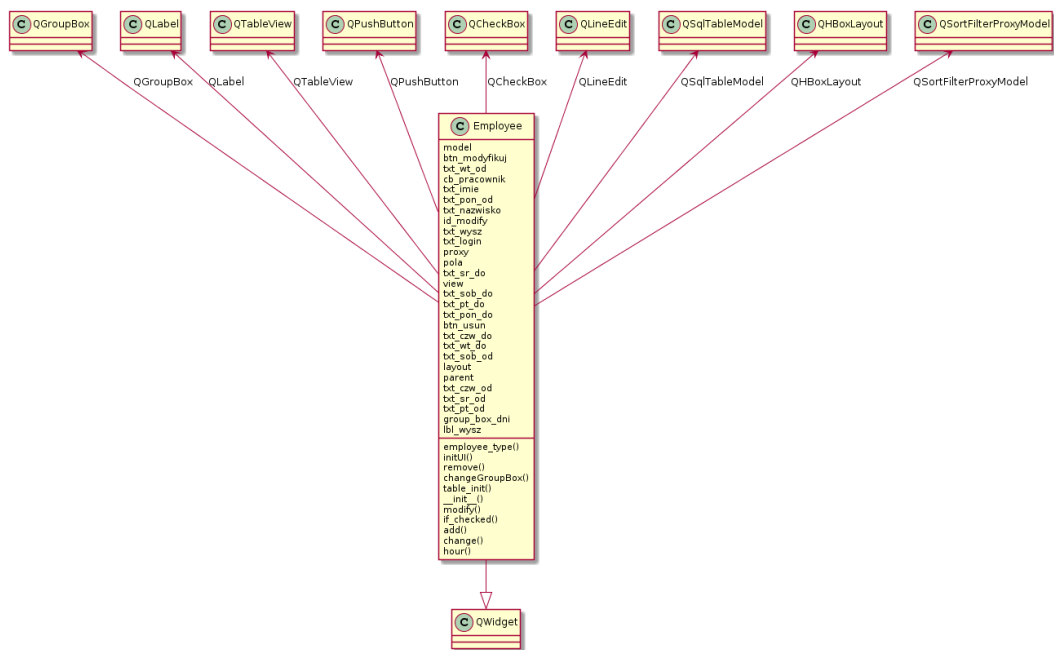 C QGroupBox
C QLabel
C QTableView
C QPushButton
C QCheckBox
C QLineEdit
C QSqlTableModel
C QHBoxLayout
C QSortFilterProxyModel
QGroupBox
QLabel
QTableView
QPushButton
QCheckBox
QLineEdit
QSqlTableModel
QHBoxLayout
QSortFilterProxyModel
C Employee
model
btn_modyfikuj
txt_wt_od
cb_pracownik
txt_imie
txt_pon_od
txt_nazwisko
id_modify
txt_wysz
txt_login
proxy
pola
txt_sr_do
view
txt_sob_do
txt_pt_do
txt_pon_do
btn_usun
txt_czw_do
txt_wt_do
txt_sob_od
layout
parent
txt_czw_od
txt_sr_od
txt_pt_od
group_box_dni
lbl_wysz
employee_type()
initUI()
remove()
changeGroupBox()
table_init()
__init__()
modify()
if_checked()
add()
change()
hour()
C QWidget